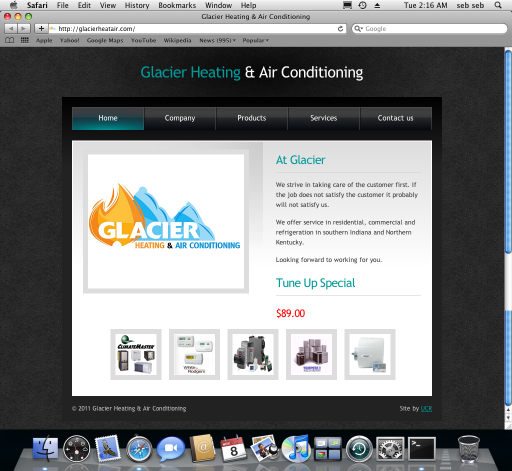 Safari File Edit View History Bookmarks Window Help Tue 2:16 AM seb seb
Glacier Heating & Air Conditioning
http://glacierheatair.com/
Google
Apple Yahoo! Google Maps YouTube Wikipedia News (995) Popular
Glacier Heating & Air Conditioning
Home Company Products Services Contact us
GLACIER
HEATING & AIR CONDITIONING
At Glacier
We strive in taking care of the customer first. If
the job does not satisfy the customer it probably
will not satisfy us.
We offer service in residential, commercial and
refrigeration in southern Indiana and Northern
Kentucky.
Looking forward to working for you.
Tune Up Special
$89.00
CLIMATEMASTER
White
Rodgers
© 2011 Glacier Heating & Air Conditioning
Site by UCR
8